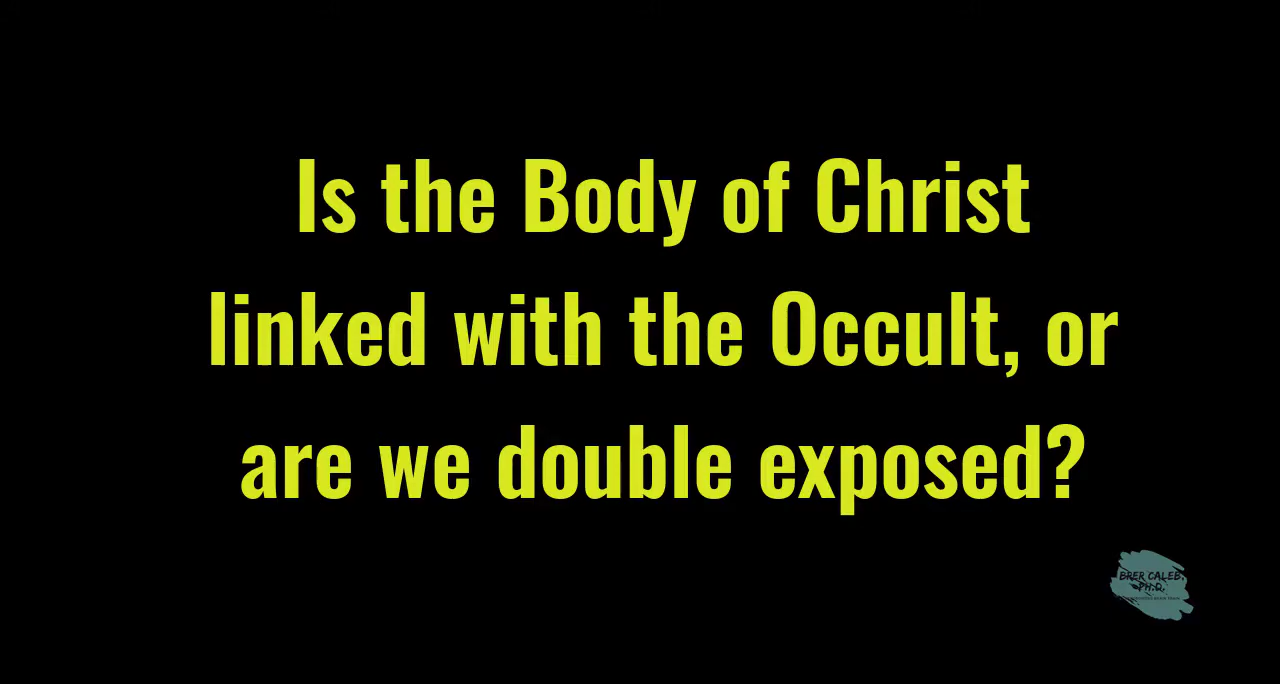 Is the Body of Christ
linked with the Occult, or
are we double exposed?
BRER CALEB,
PH.D.